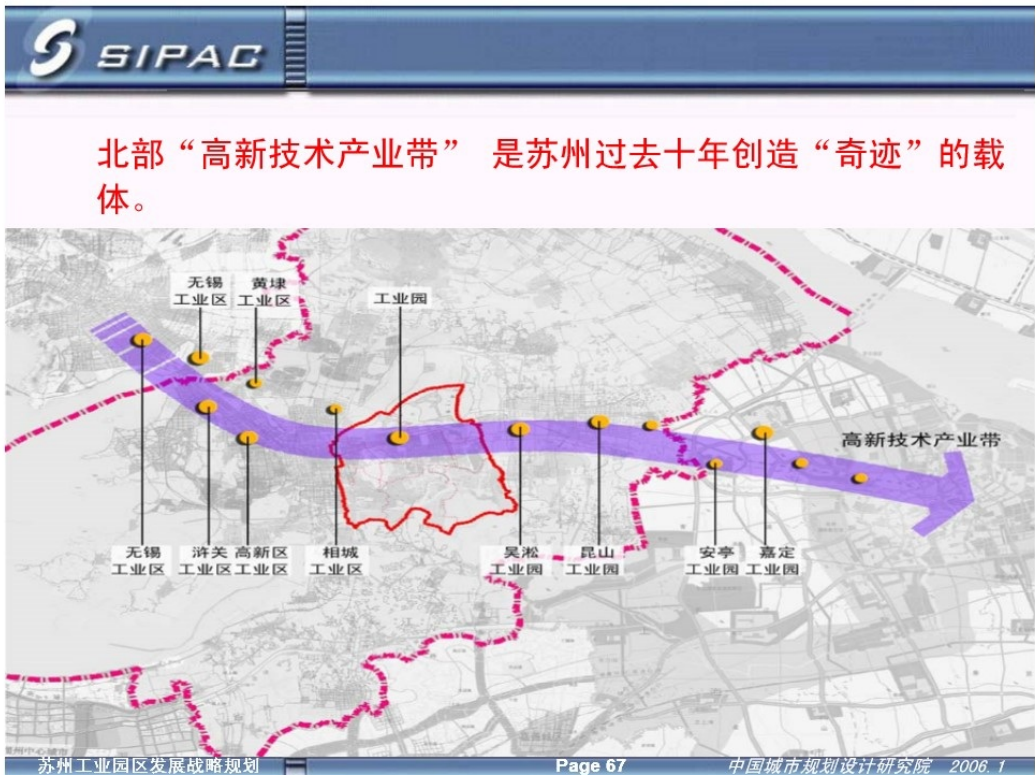 SIPAC
北部“高新技术产业带” 是苏州过去十年创造“奇迹”的载
体。
无锡
工业区
黄埭
工业区
工业园
高新技术产业带
无锡
工业区
浒关
工业区
高新区
工业区
相城
工业区
吴淞
工业园
昆山
工业园
安亭
工业园
嘉定
工业园
苏州工业园区发展战略规划
Page 67
中国城市规划设计研究院 2006.1